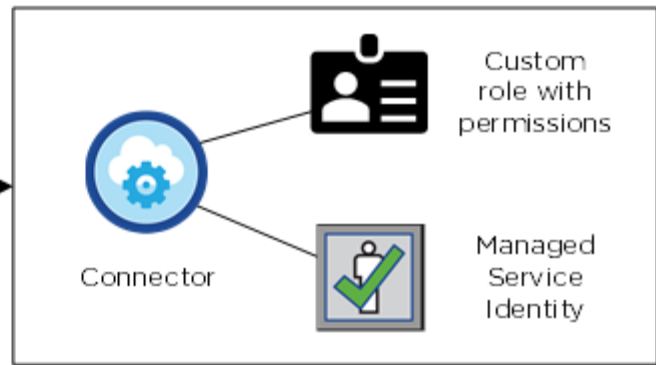 Custom
role with
permissions
Connector
Managed
Service
Identity